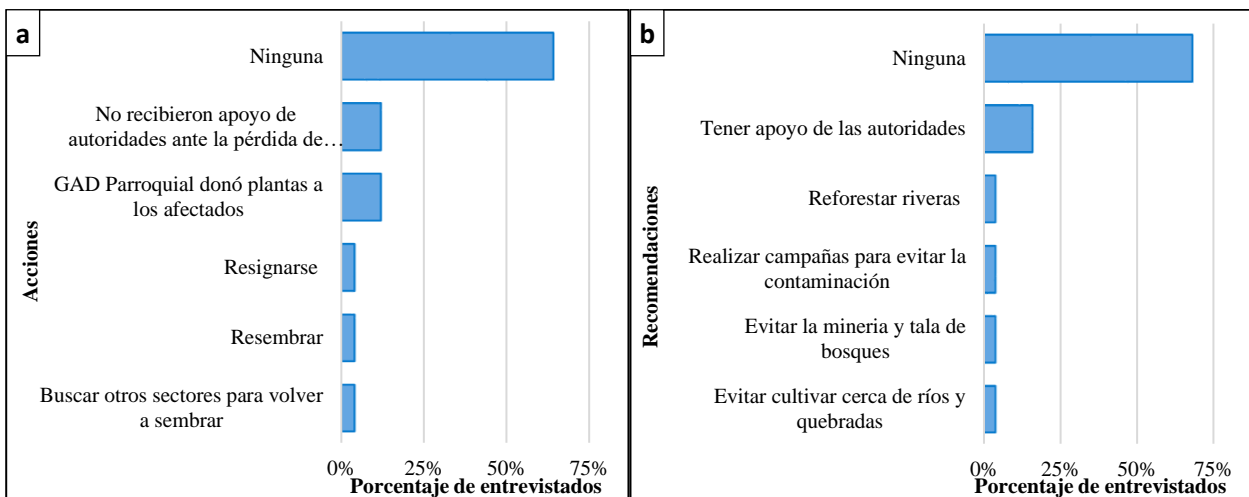 a
Ninguna
No recibieron apoyo de
autoridades ante la pérdida de…
GAD Parroquial donó plantas a
los afectados
Resignarse
Resembrar
Buscar otros sectores para volver
a sembrar
Acciones
0% 25% 50% 75%
Porcentaje de entrevistados
b
Ninguna
Tener apoyo de las autoridades
Reforestar riveras
Realizar campañas para evitar la
contaminación
Evitar la mineria y tala de
bosques
Evitar cultivar cerca de ríos y
quebradas
Recomendaciones
0% 25% 50% 75%
Porcentaje de entrevistados